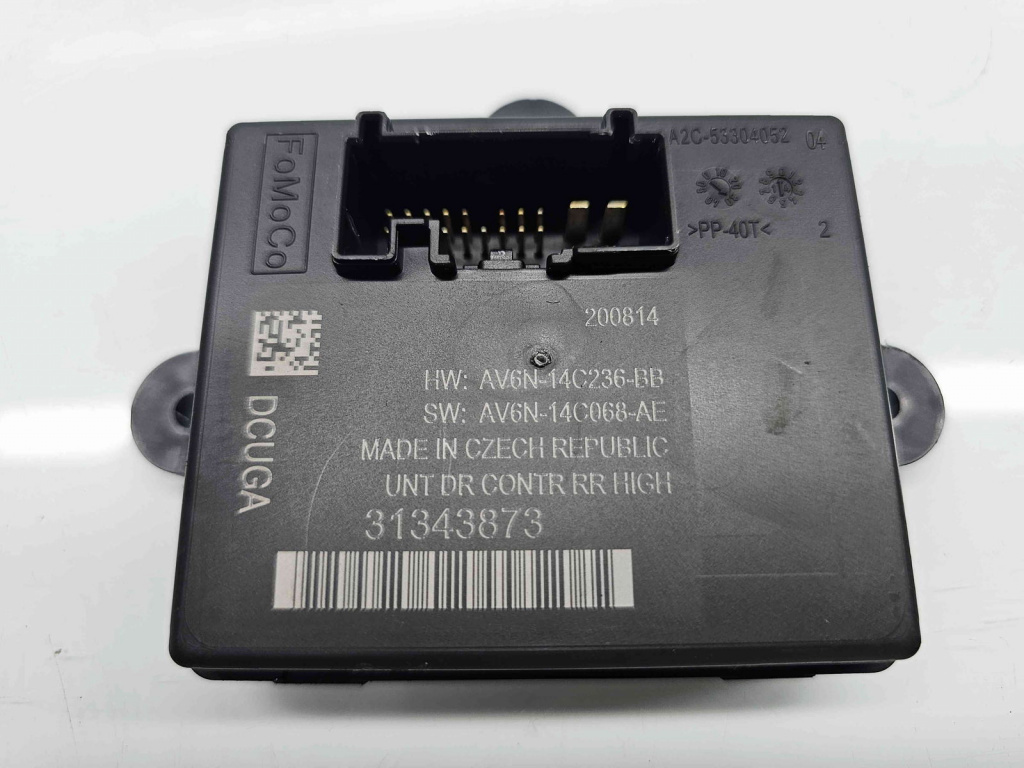 FoMoCo
A2C-53304052 04
>PP-40T< 2
200814
HW: AV6N-14C236-BB
SW: AV6N-14C068-AE
MADE IN CZECH REPUBLIC
UNT DR CONTR RR HIGH
31343873
DCUGA